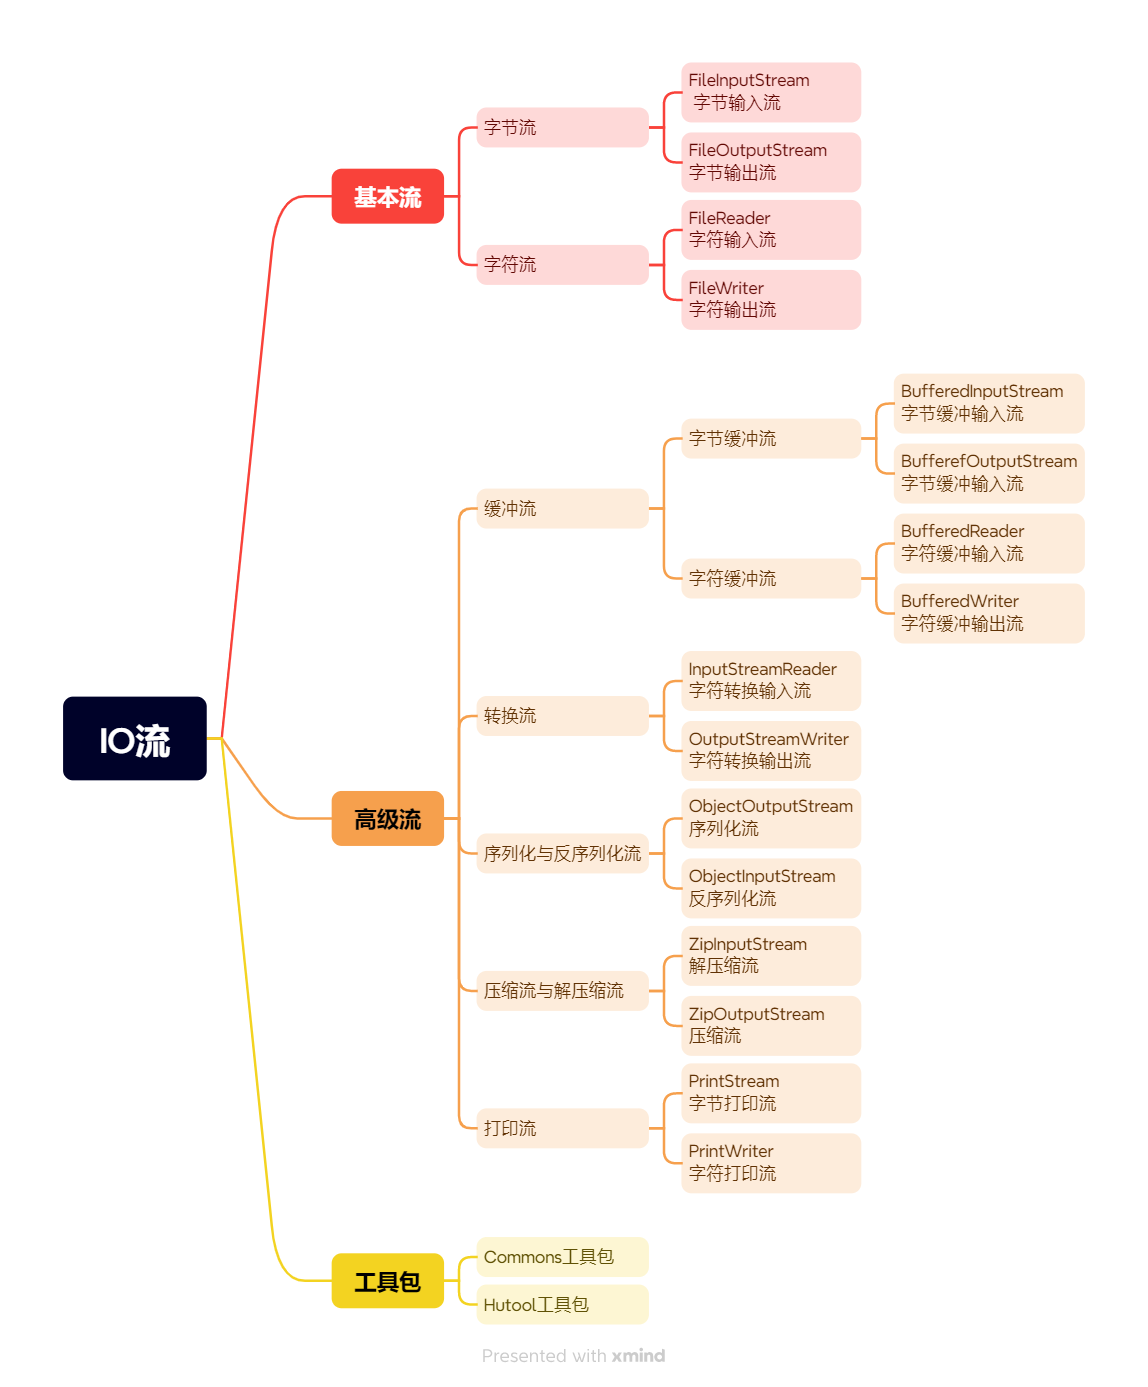 IO流
基本流
字节流
FileInputStream
字节输入流
FileOutputStream
字节输出流
字符流
FileReader
字符输入流
FileWriter
字符输出流
高级流
缓冲流
字节缓冲流
BufferedInputStream
字节缓冲输入流
BufferefOutputStream
字节缓冲输入流
字符缓冲流
BufferedReader
字符缓冲输入流
BufferedWriter
字符缓冲输出流
转换流
InputStreamReader
字符转换输入流
OutputStreamWriter
字符转换输出流
序列化与反序列化流
ObjectOutputStream
序列化流
ObjectInputStream
反序列化流
压缩流与解压缩流
ZipInputStream
解压缩流
ZipOutputStream
压缩流
打印流
PrintStream
字节打印流
PrintWriter
字符打印流
工具包
Commons工具包
Hutool工具包
Presented with xmind